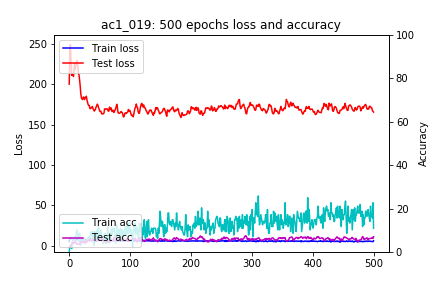 ac1_019: 500 epochs loss and accuracy
Train loss
Test loss
Train acc
Test acc
Loss
Accuracy
250
200
150
100
50
0
100
80
60
40
20
0
0
100
200
300
400
500